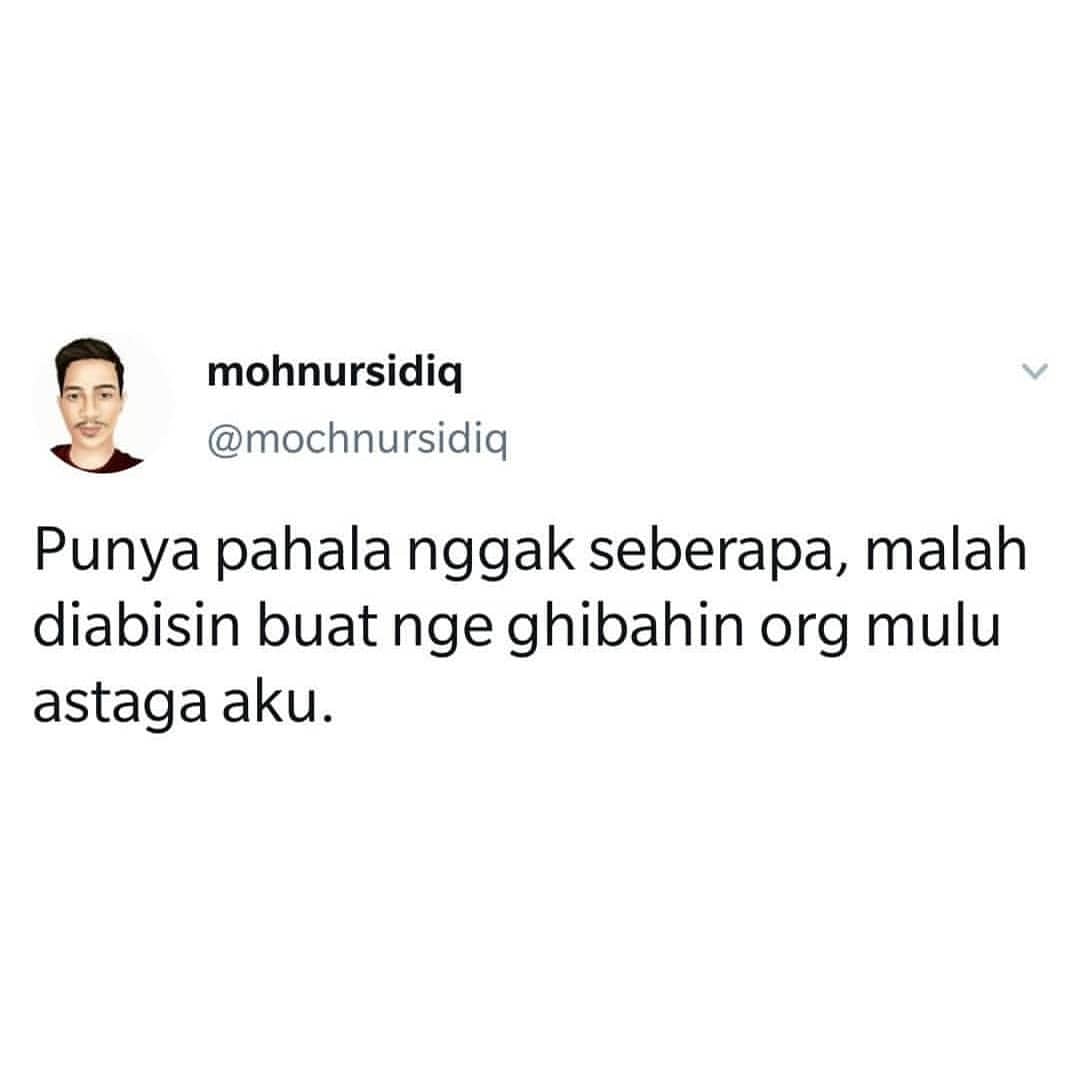 mohnursidiq
@mochnursidiq
Punya pahala nggak seberapa, malah
diabisin buat nge ghibahin org mulu
astaga aku.